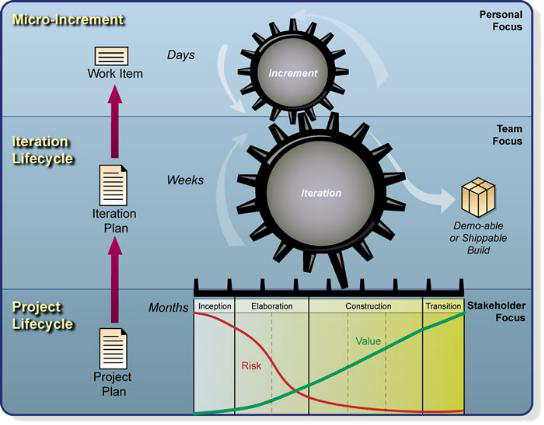 Micro-Increment
Personal
Focus
Days
Work Item
Increment
Iteration
Lifecycle
Team
Focus
Weeks
Iteration
Plan
Iteration
Demo-able
or Shippable
Build
Project
Lifecycle
Months
Inception
Elaboration
Construction
Transition
Stakeholder
Focus
Value
Risk
Project
Plan